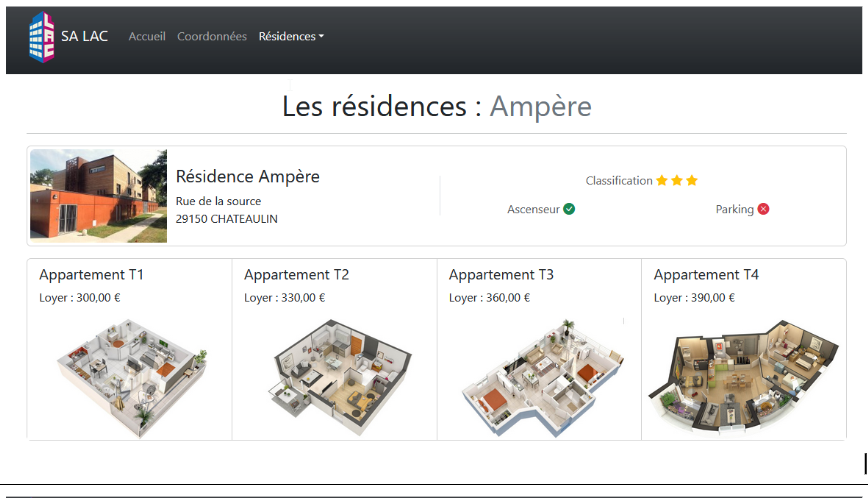 LAC
SA LAC Accueil Coordonnées Résidences
Les résidences : Ampère
Résidence Ampère
Rue de la source
29150 CHATEAULIN
Classification
Ascenseur
Parking
Appartement T1
Loyer : 300,00 €
Appartement T2
Loyer : 330,00 €
Appartement T3
Loyer : 360,00 €
Appartement T4
Loyer : 390,00 €